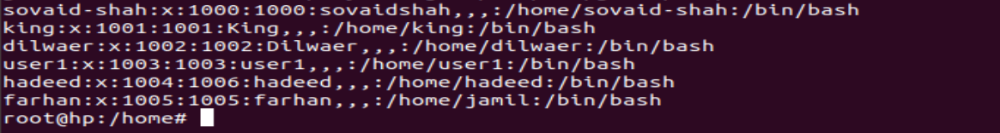 sovaid-shah:x:1000:1000:sovaidshah,,,:/home/sovaid-shah:/bin/bash
king:x:1001:1001:King,,,:/home/king:/bin/bash
dilwaer:x:1002:1002:Dilwaer,,,:/home/dilwaer:/bin/bash
user1:x:1003:1003:user1,,,:/home/user1:/bin/bash
hadeed:x:1004:1006:hadeed,,,:/home/hadeed:/bin/bash
farhan:x:1005:1005:farhan,,,:/home/jamil:/bin/bash
root@hp:/home#